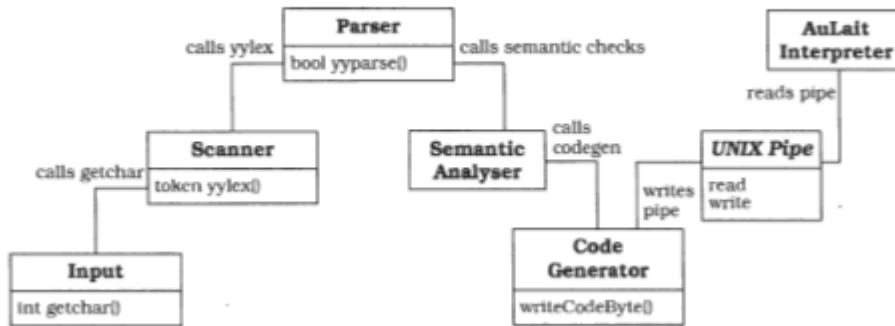 Parser
bool yyparse()
calls yylex
calls semantic checks
AuLait
Interpreter
reads pipe
Scanner
token yylex()
calls getchar
Semantic
Analyser
calls
codegen
UNIX Pipe
read
write
writes
pipe
Input
int getchar()
Code
Generator
writeCodeByte()